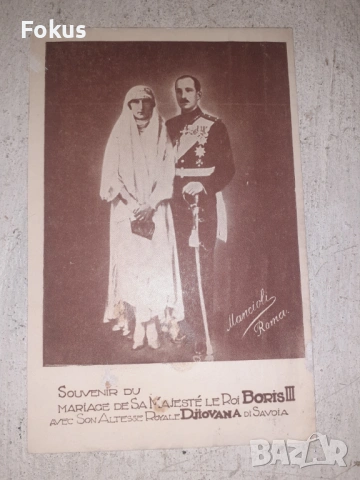 Fokus
Mancioli
Roma.
SOUVENIR DU
MARIAGE DE SA MAJESTÉ LE ROI BORIS III
AVEC SON ALTESSE ROYALE DJIOVANA DI SAVOIA
BAZAR
bg